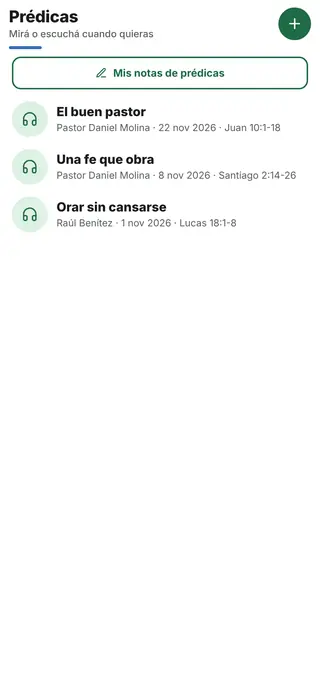 Prédicas
Mirá o escuchá cuando quieras
Mis notas de prédicas
El buen pastor
Pastor Daniel Molina · 22 nov 2026 · Juan 10:1-18
Una fe que obra
Pastor Daniel Molina · 8 nov 2026 · Santiago 2:14-26
Orar sin cansarse
Raúl Benítez · 1 nov 2026 · Lucas 18:1-8